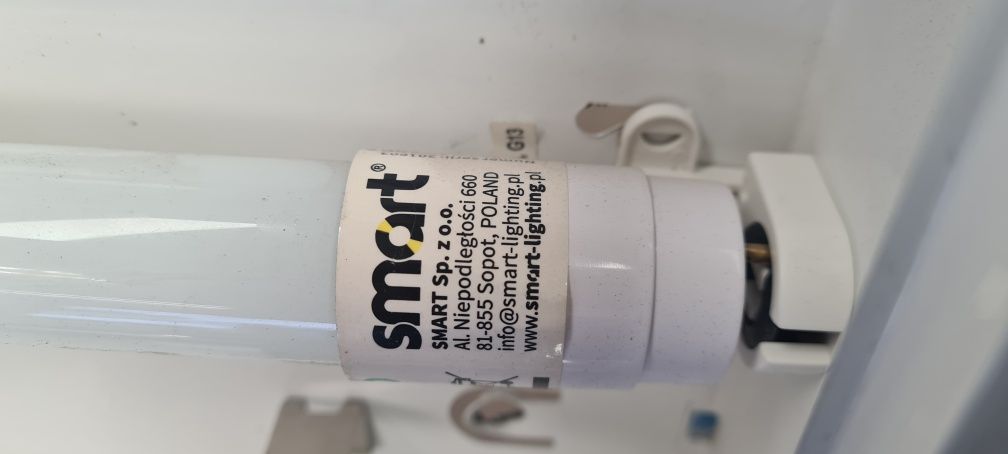 smart®
SMART Sp. z o.o.
Al. Niepodległości 660
81-855 Sopot, POLAND
info@smart-lighting.pl
www.smart-lighting.pl
G13